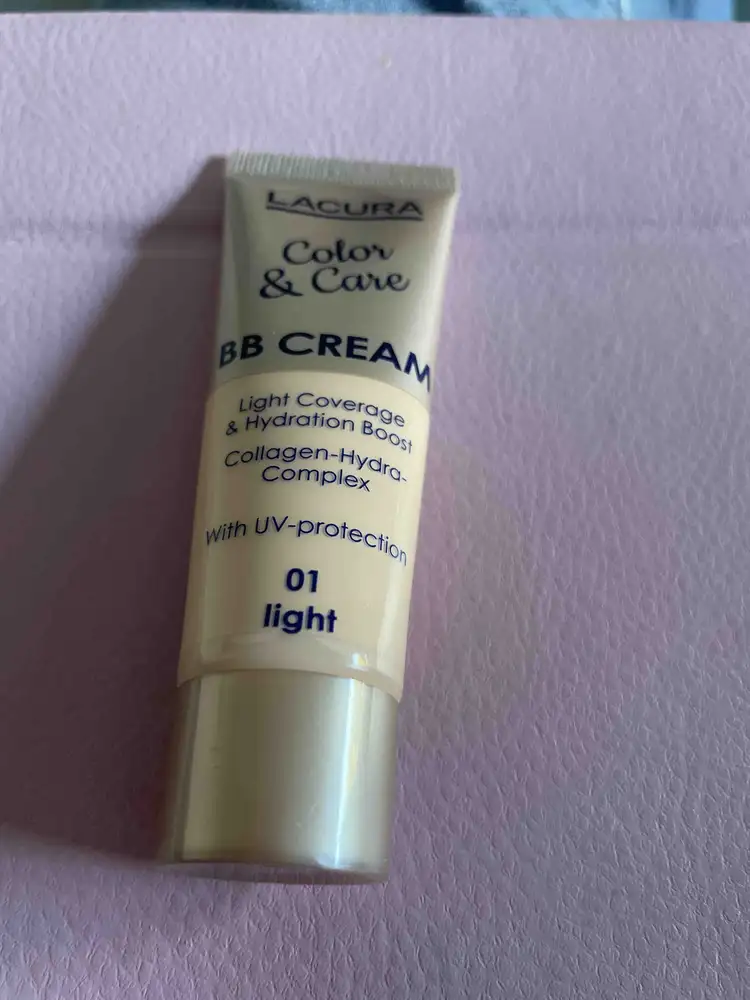 LACURA
Color
& Care
BB CREAM
Light Coverage
& Hydration Boost
Collagen-Hydra-
Complex
With UV-protection
01
light